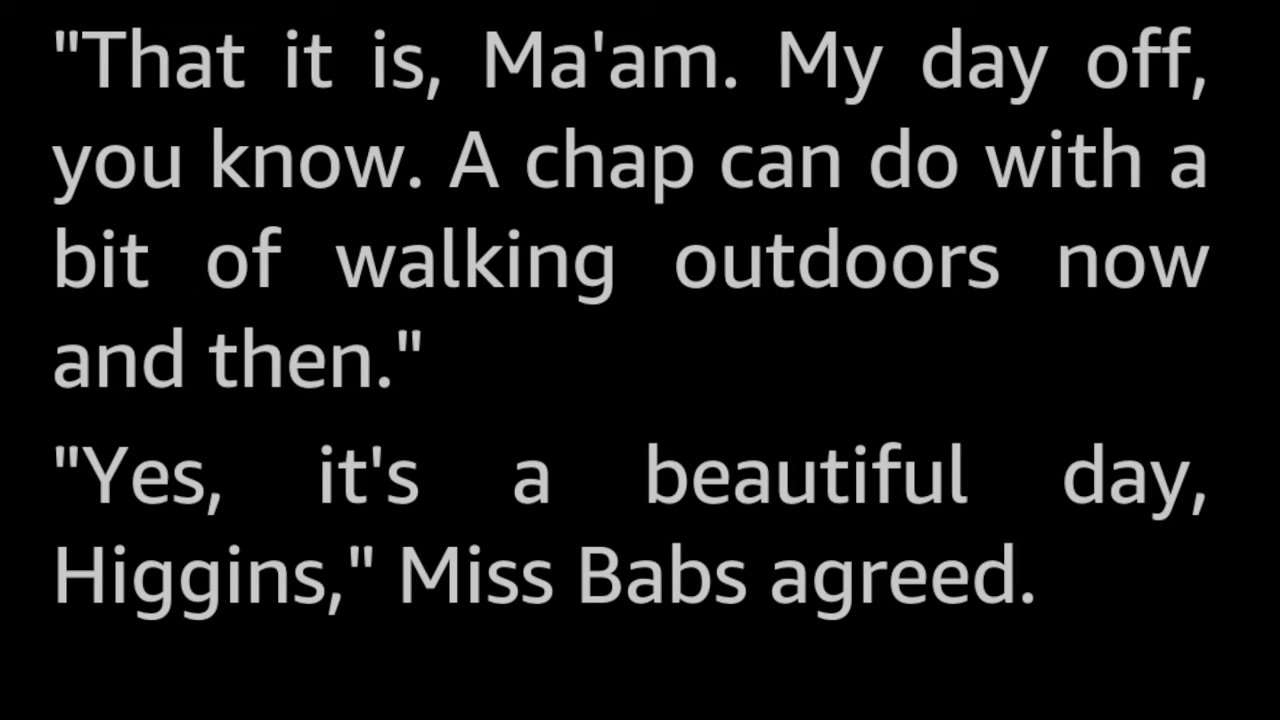 "That it is, Ma'am. My day off,
you know. A chap can do with a
bit of walking outdoors now
and then."
"Yes, it's a beautiful day,
Higgins," Miss Babs agreed.